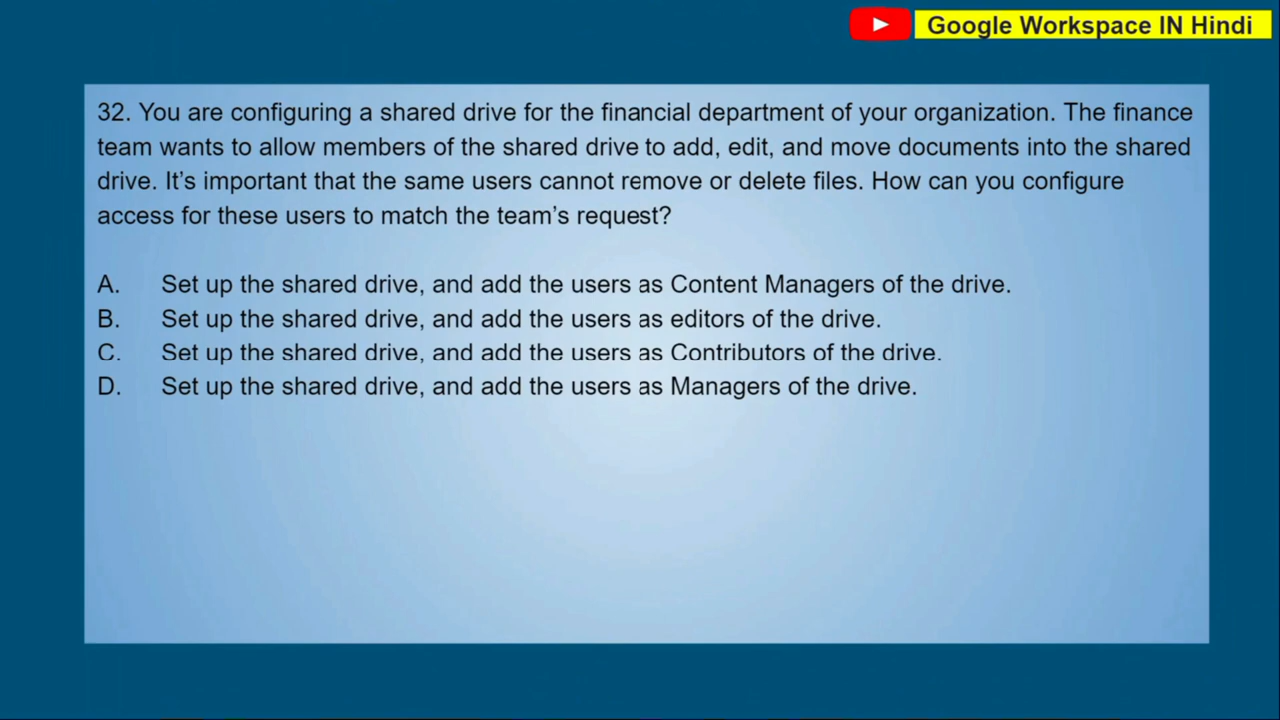 Google Workspace IN Hindi
32. You are configuring a shared drive for the financial department of your organization. The finance
team wants to allow members of the shared drive to add, edit, and move documents into the shared
drive. It’s important that the same users cannot remove or delete files. How can you configure
access for these users to match the team’s request?
A. Set up the shared drive, and add the users as Content Managers of the drive.
B. Set up the shared drive, and add the users as editors of the drive.
C. Set up the shared drive, and add the users as Contributors of the drive.
D. Set up the shared drive, and add the users as Managers of the drive.